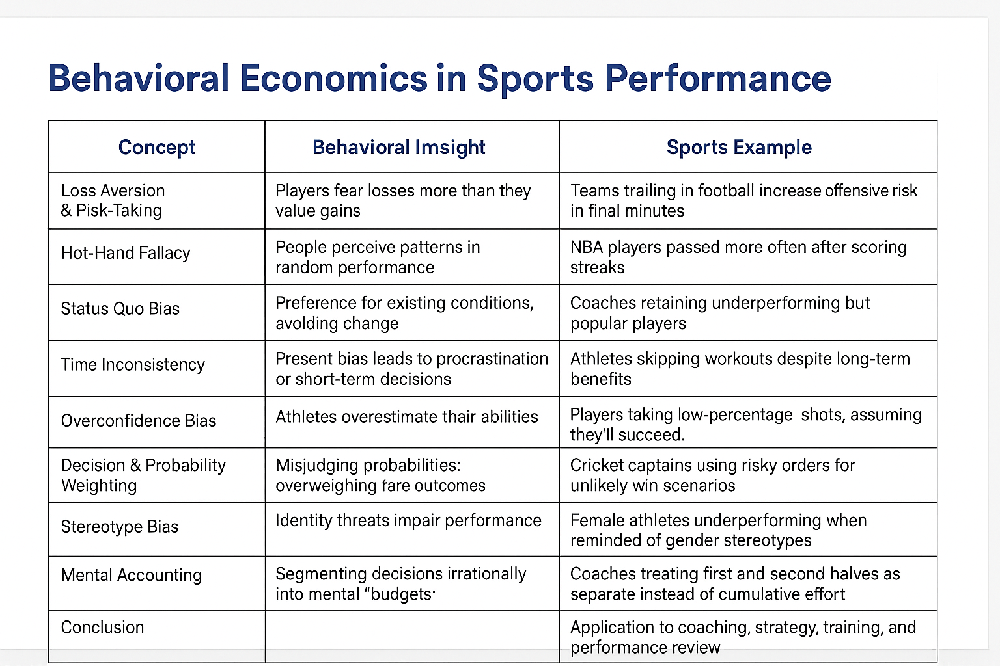 Behavioral Economics in Sports Performance
Concept
Behavioral Imsight
Sports Example
Loss Aversion
& Pisk-Taking
Players fear losses more than they
value gains
Teams trailing in football increase offensive risk
in final minutes
Hot-Hand Fallacy
People perceive patterns in
random performance
NBA players passed more often after scoring
streaks
Status Quo Bias
Preference for existing conditions,
avolding change
Coaches retaining underperforming but
popular players
Time Inconsistency
Present bias leads to procrastination
or short-term decisions
Athletes skipping workouts despite long-term
benefits
Overconfidence Bias
Athletes overestimate thair abilities
Players taking low-percentage  shots, assuming
they'll succeed.
Decision & Probability
Weighting
Misjudging probabilities:
overweighing fare outcomes
Cricket captains using risky orders for
unlikely win scenarios
Stereotype Bias
Identity threats impair performance
Female athletes underperforming when
reminded of gender stereotypes
Mental Accounting
Segmenting decisions irrationally
into mental “budgets‘
Coaches treating first and second halves as
separate instead of cumulative effort
Conclusion
Application to coaching, strategy, training, and
performance review